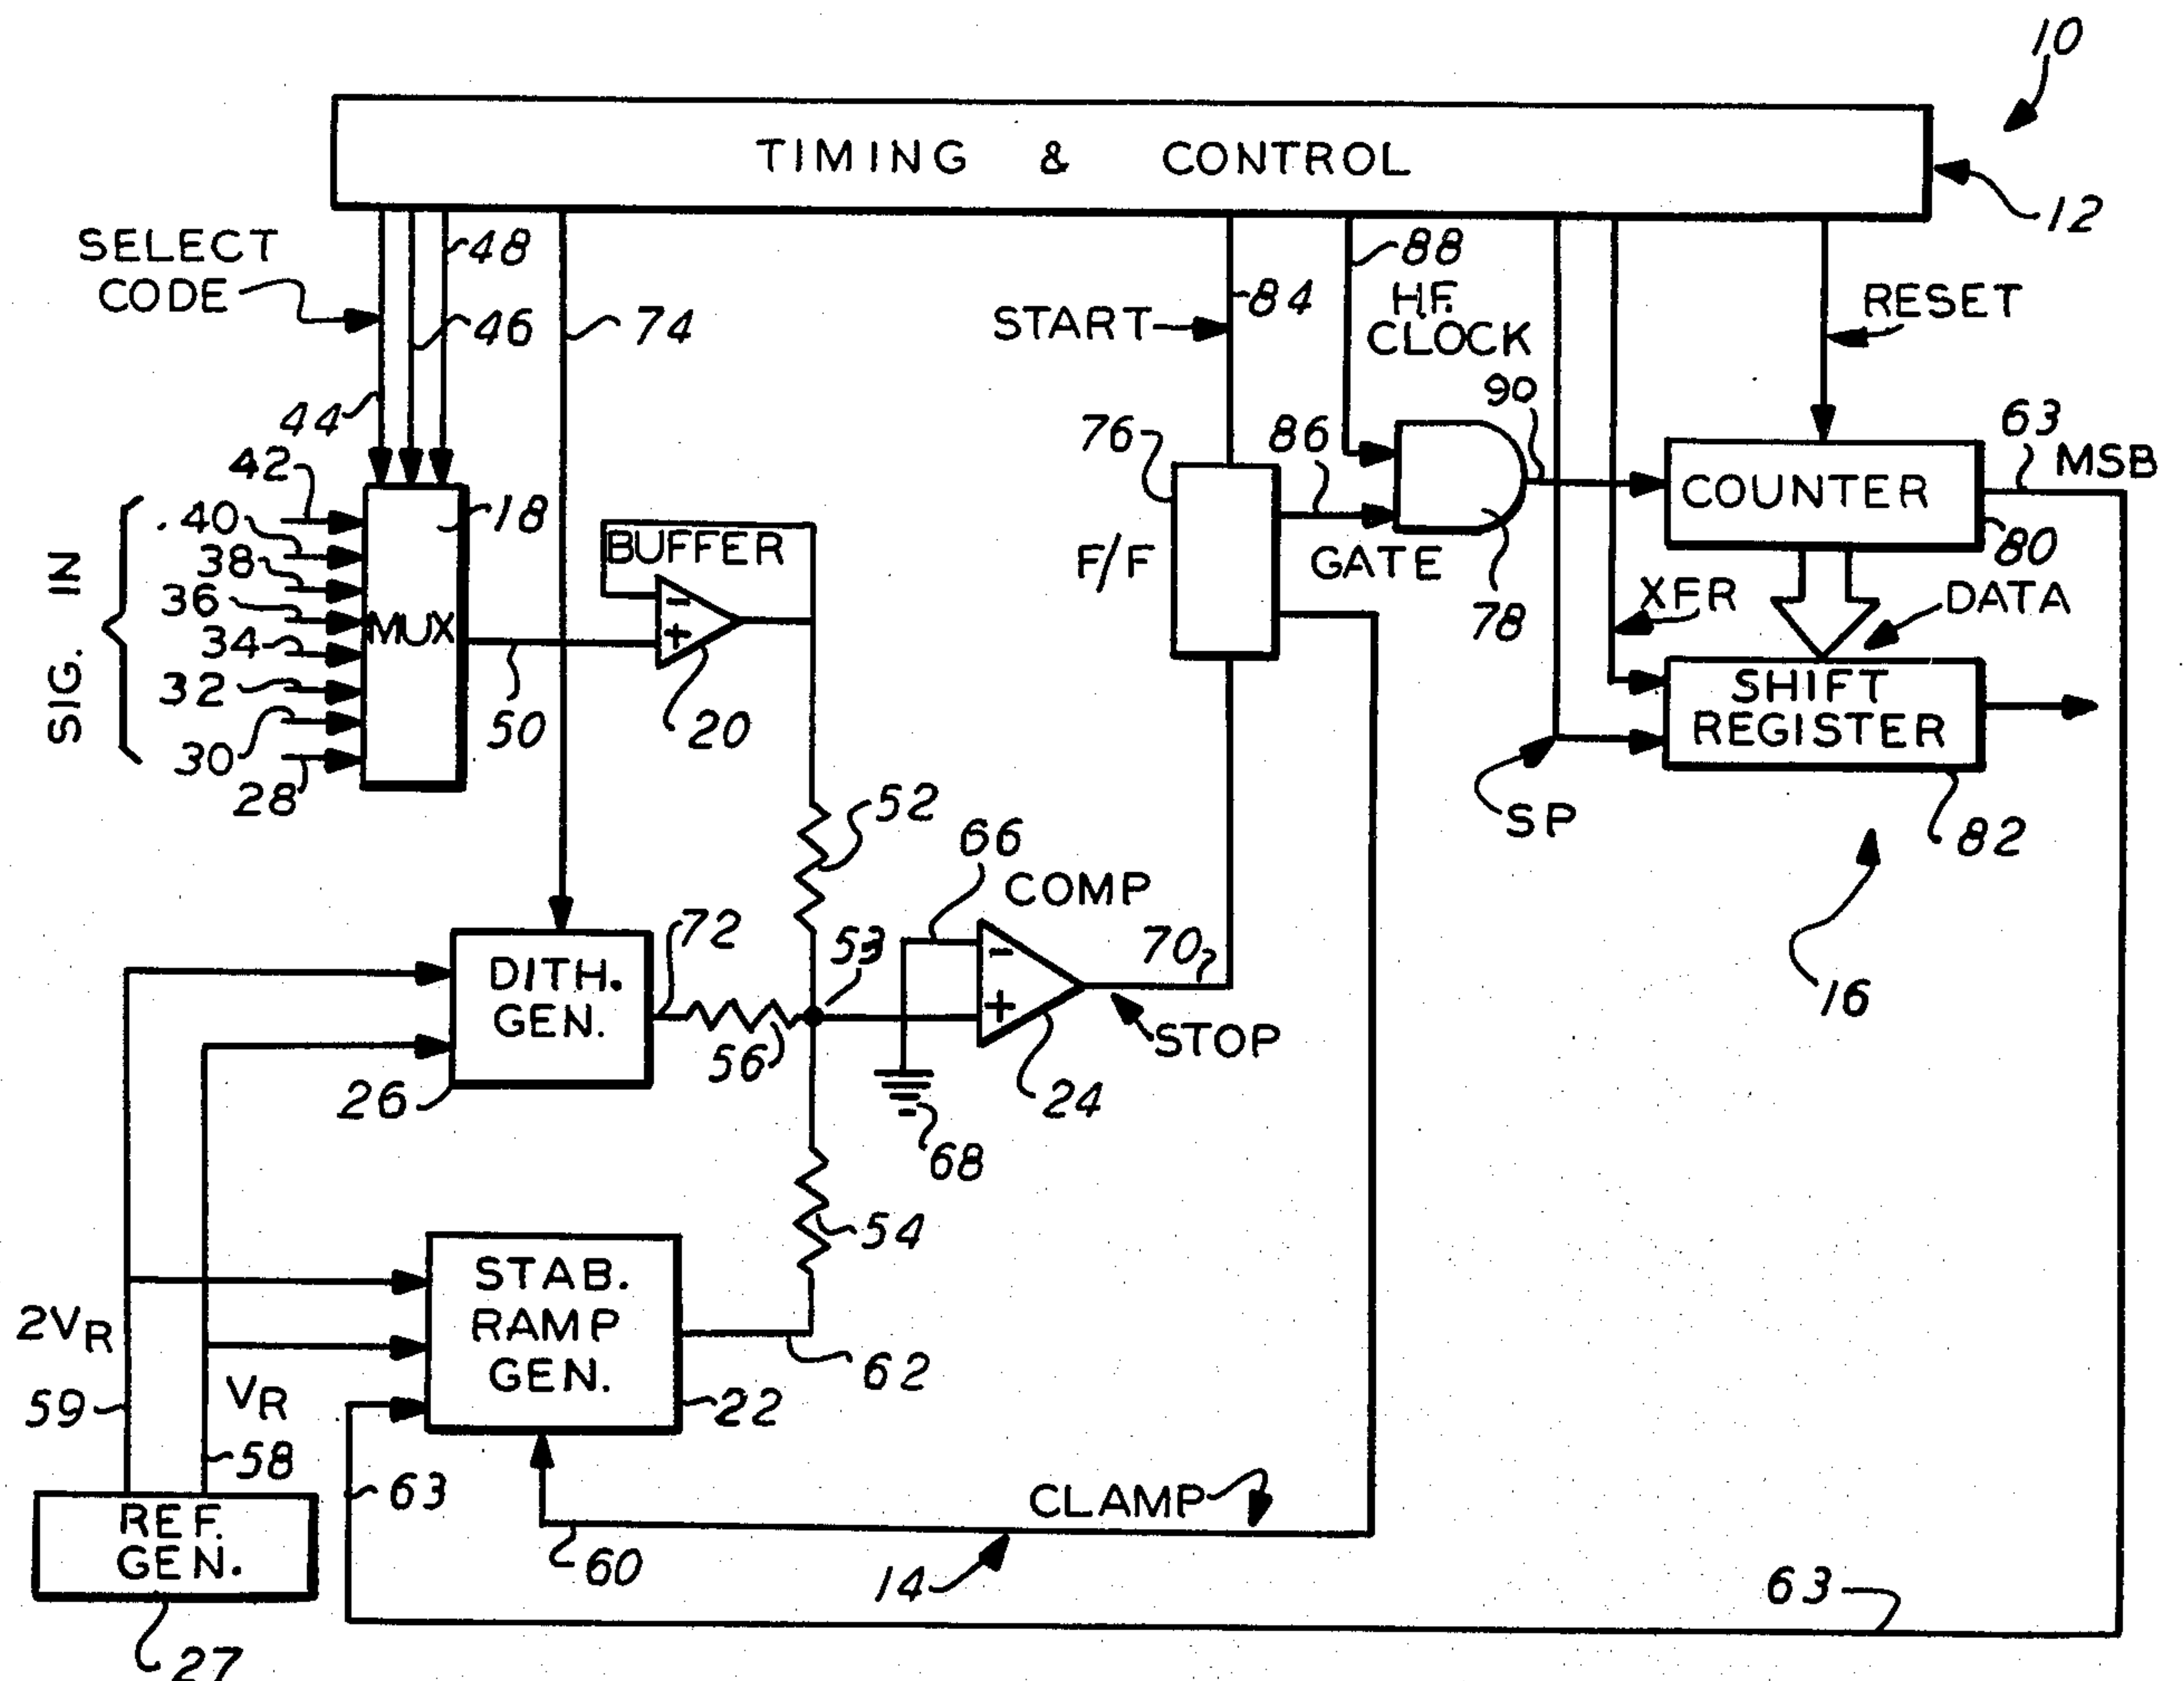 10
TIMING & CONTROL
12
SELECT
CODE
48
46
74
44
START
84
88
H.F.
CLOCK
90
RESET
42
40
38
36
34
32
30
28
SIG. IN
18
MUX
50
BUFFER
- 
+
20
76
F/F
86
GATE
78
COUNTER
63
MSB
80
XFR
DATA
SHIFT
REGISTER
SP
82
16
52
66
COMP
53
-
+
24
70
STOP
68
72
DITH.
GEN.
56
26
54
STAB.
RAMP
GEN.
62
22
2VR
59
VR
58
63
REF.
GEN.
27
CLAMP
60
14
63